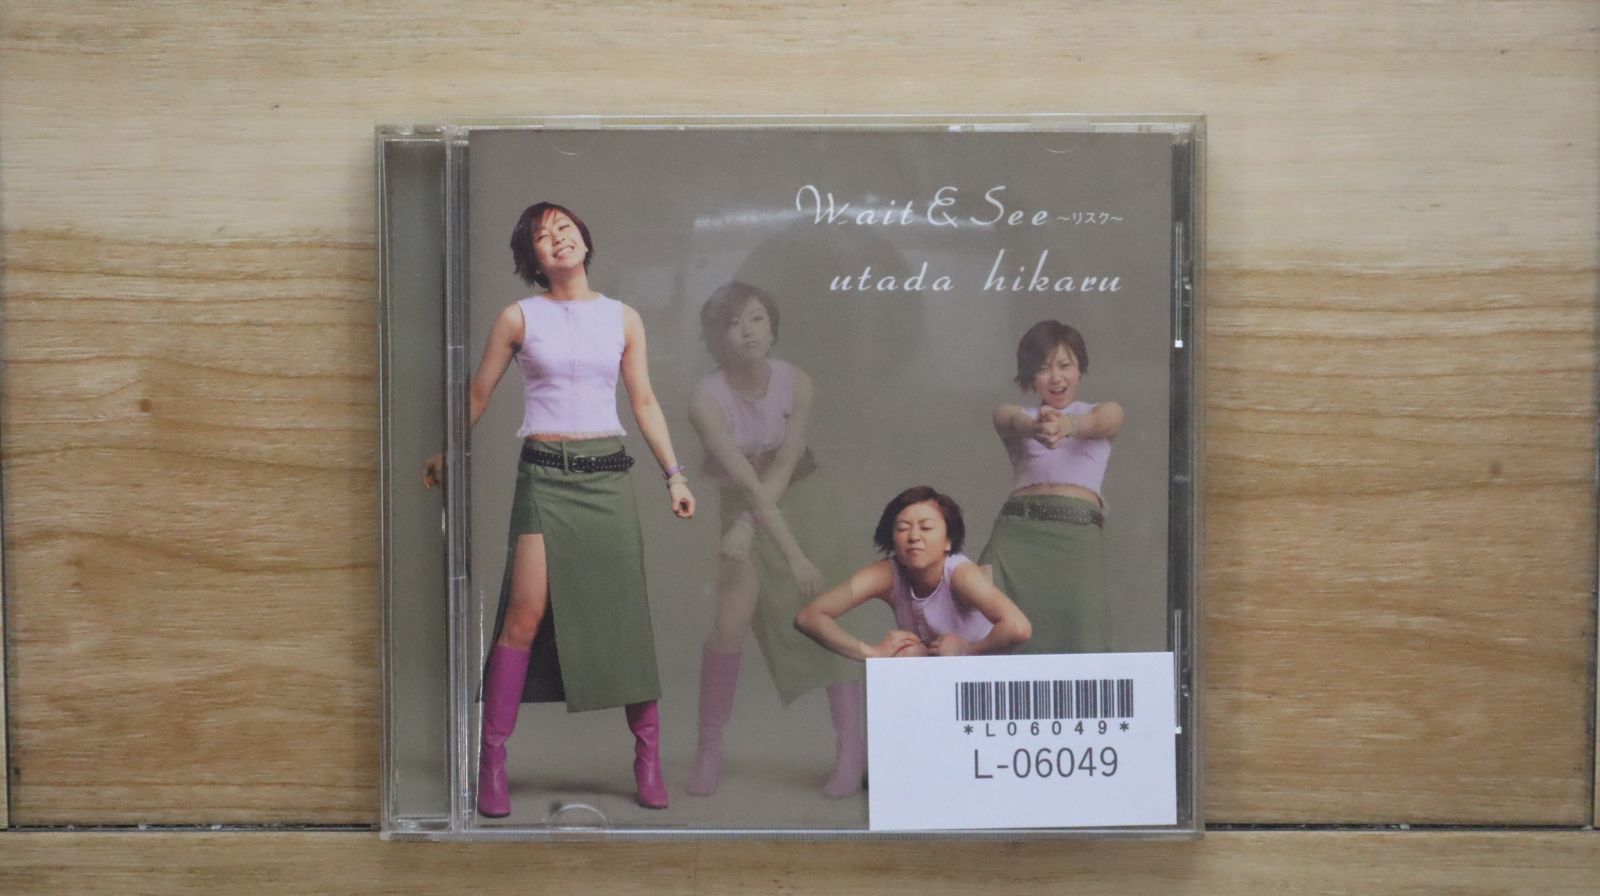 Wait & See ～リスク～
utada hikaru
*L06049*
L-06049